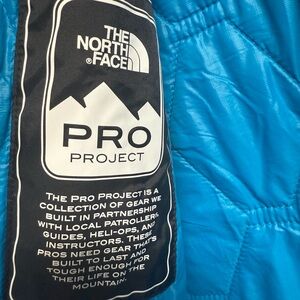 THE
NORTH
FACE
®
PRO
PROJECT
THE PRO PROJECT IS A
COLLECTION OF GEAR WE
BUILT IN PARTNERSHIP
WITH LOCAL PATROLLERS,
GUIDES, HELI-OPS, AND
INSTRUCTORS. THESE
PROS NEED GEAR THAT'S
BUILT TO LAST AND
TOUGH ENOUGH FOR
THEIR LIFE ON THE
MOUNTAIN.